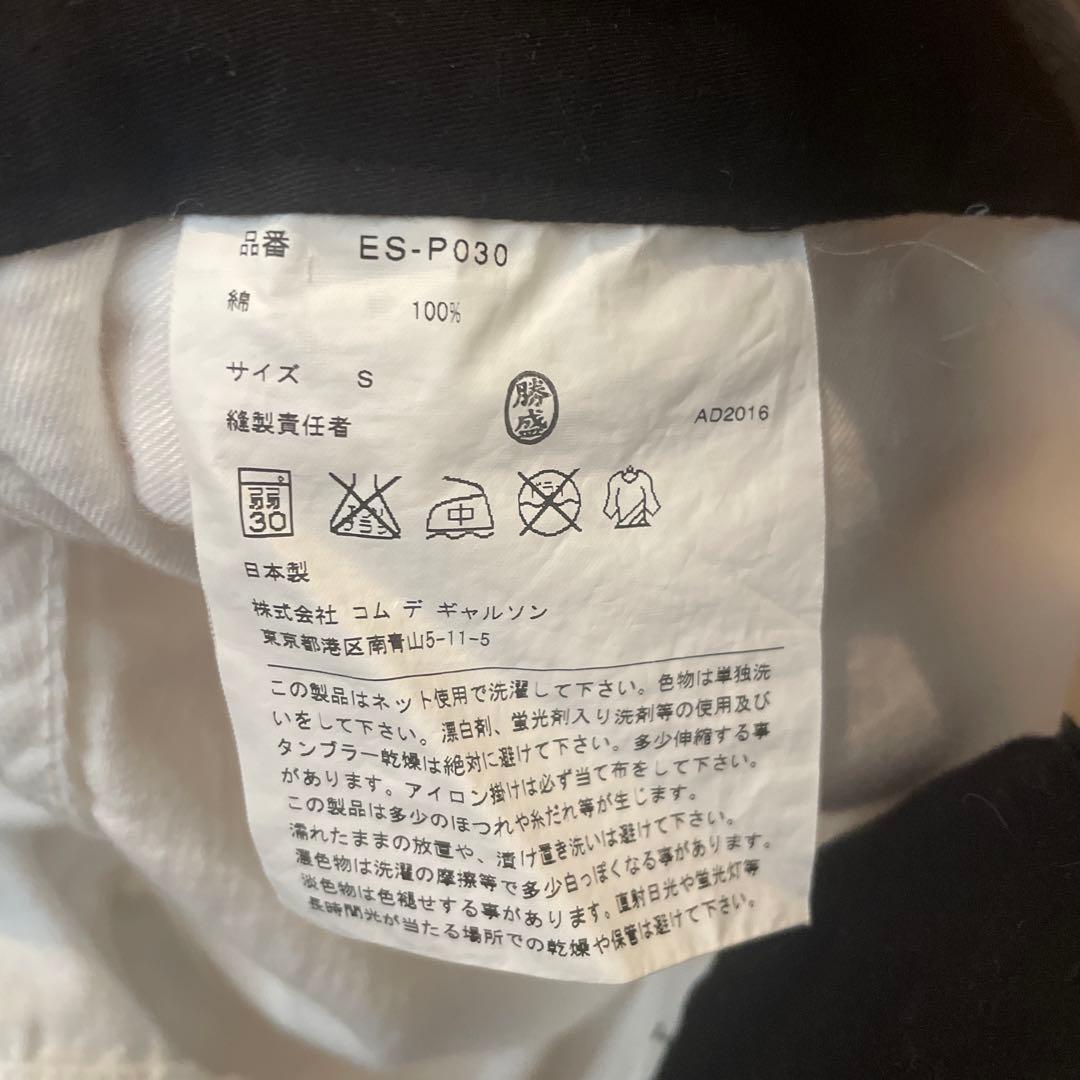 品番 ES-P030
綿 100%
サイズ S
縫製責任者 勝盛 AD2016
弱 30 中
日本製
株式会社 コム デ ギャルソン
東京都港区南青山5-11-5
この製品はネット使用で洗濯して下さい。色物は単独洗
いをして下さい。漂白剤、蛍光剤入り洗剤等の使用及び
タンブラー乾燥は絶対に避けて下さい。多少伸縮する事
があります。アイロン掛けは必ず当て布をして下さい。
この製品は多少のほつれや糸だれ等が生じます。
濡れたままの放置や、漬け置き洗いは避けて下さい。
濃色物は洗濯の摩擦等で多少白っぽくなる事があります。
淡色物は色褪せする事があります。直射日光や蛍光灯等
長時間光が当たる場所での乾燥や保管は避けて下さい。